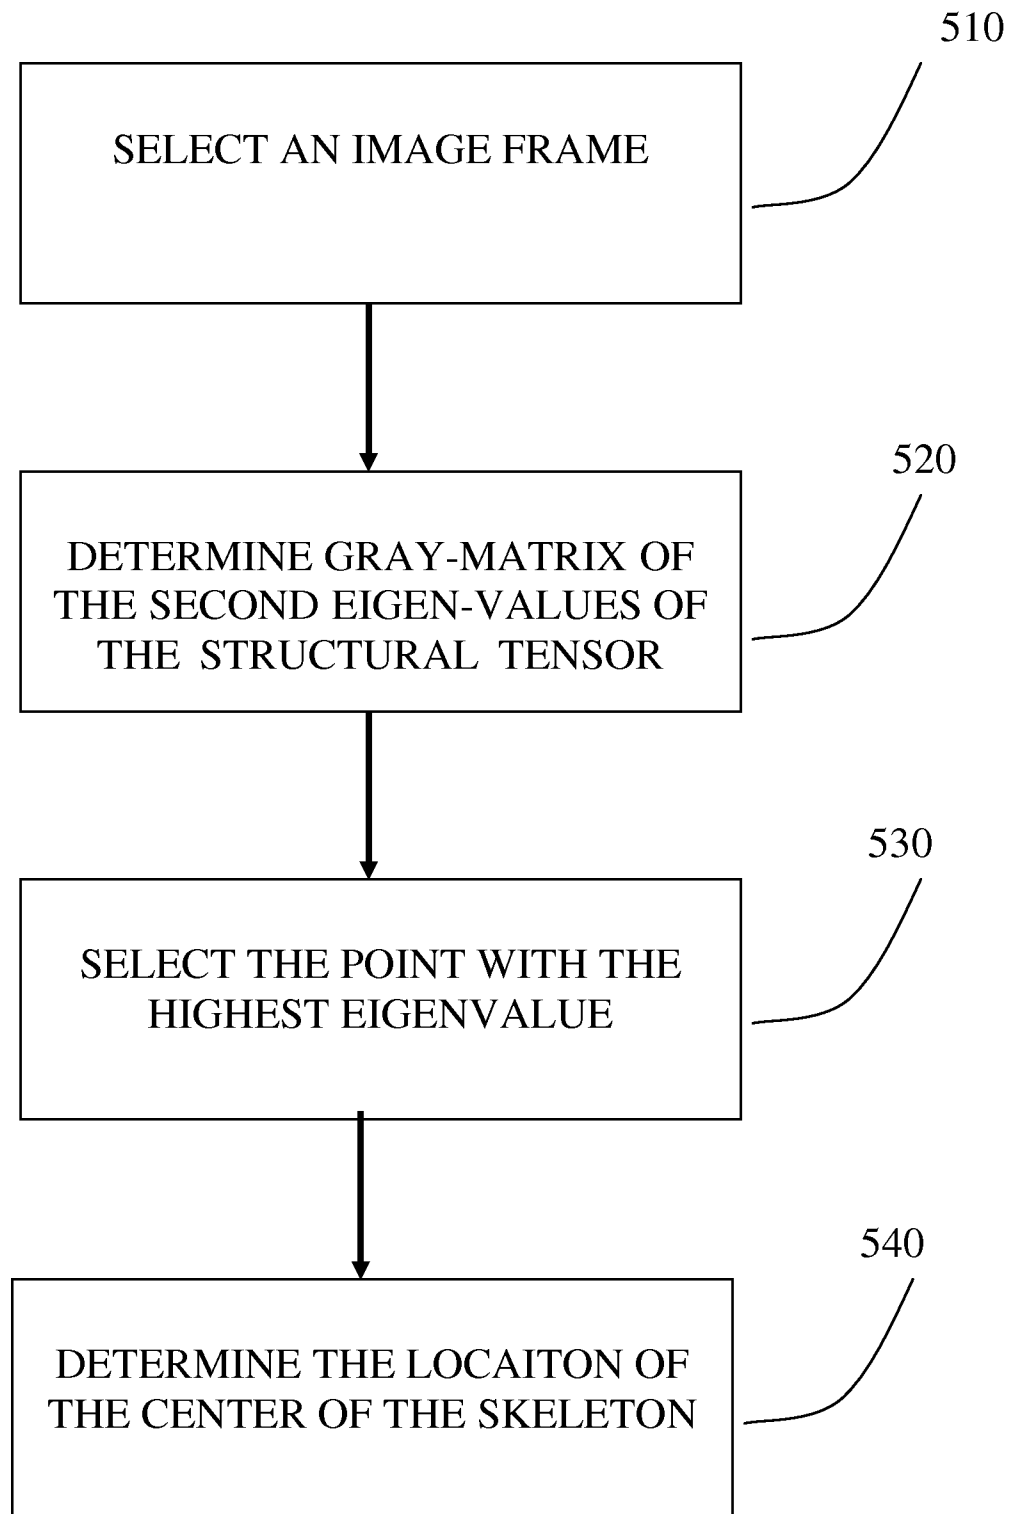 510
SELECT AN IMAGE FRAME
520
DETERMINE GRAY-MATRIX OF
THE SECOND EIGEN-VALUES OF
THE STRUCTURAL TENSOR
530
SELECT THE POINT WITH THE
HIGHEST EIGENVALUE
540
DETERMINE THE LOCAITON OF
THE CENTER OF THE SKELETON